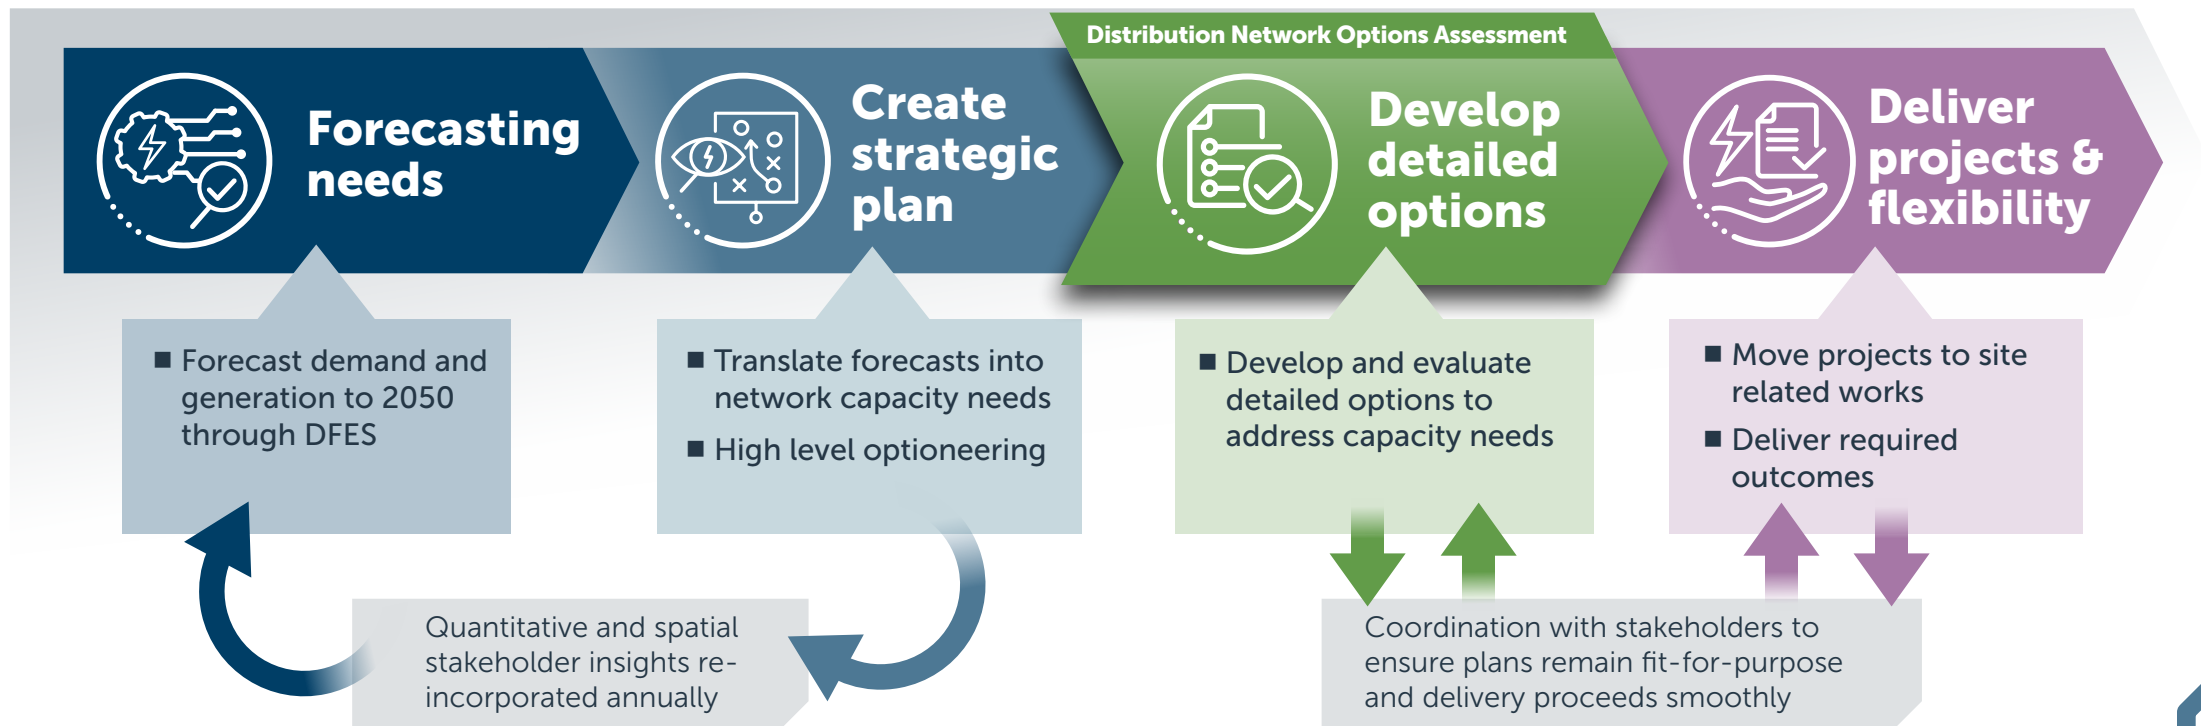 Distribution Network Options Assessment
Forecasting
needs
Create
strategic
plan
Develop
detailed
options
Deliver
projects &
flexibility
■ Forecast demand and
generation to 2050
through DFES
■ Translate forecasts into
network capacity needs
■ High level optioneering
■ Develop and evaluate
detailed options to
address capacity needs
■ Move projects to site
related works
■ Deliver required
outcomes
Quantitative and spatial
stakeholder insights re-
incorporated annually
Coordination with stakeholders to
ensure plans remain fit-for-purpose
and delivery proceeds smoothly